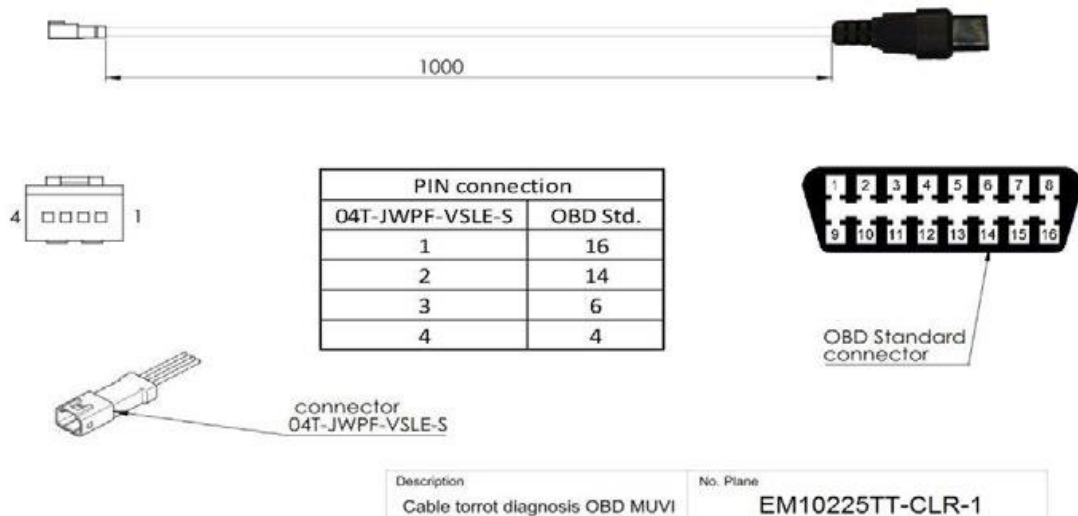 1000
4
1
PIN connection
04T-JWPF-VSLE-S OBD Std.
1 16
2 14
3 6
4 4
1 2 3 4 5 6 7 8
9 10 11 12 13 14 15 16
OBD Standard
connector
connector
04T-JWPF-VSLE-S
Description
Cable torrot diagnosis OBD MUVI
No. Plane
EM10225TT-CLR-1